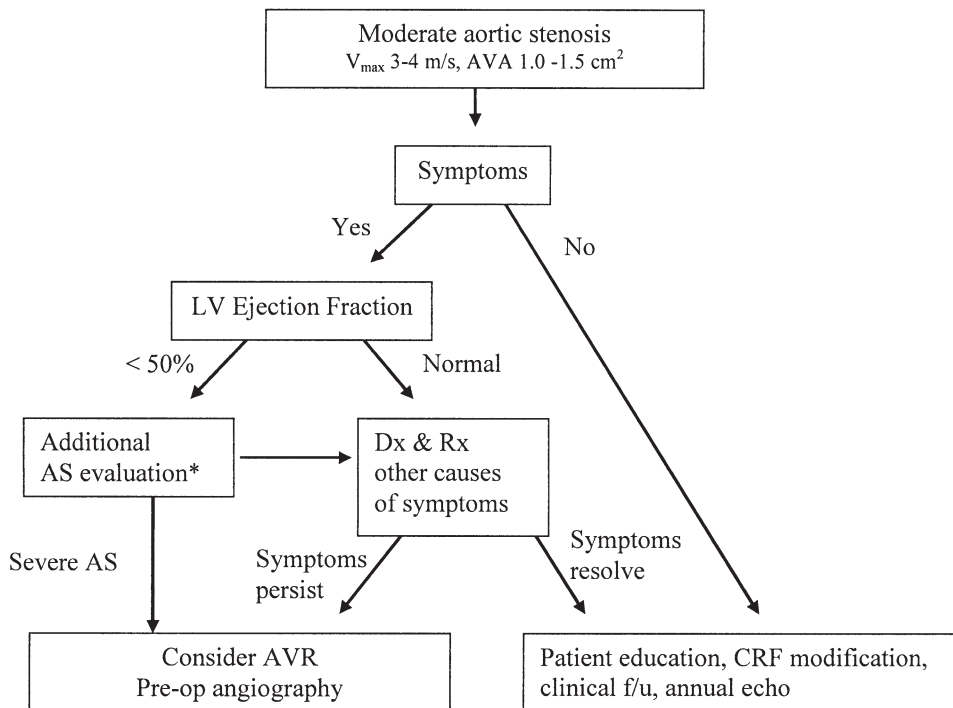 Moderate aortic stenosis
Vmax 3-4 m/s, AVA 1.0 -1.5 cm²
Symptoms
Yes
No
LV Ejection Fraction
< 50%
Normal
Additional
AS evaluation*
Dx & Rx
other causes
of symptoms
Severe AS
Symptoms
persist
Symptoms
resolve
Consider AVR
Pre-op angiography
Patient education, CRF modification,
clinical f/u, annual echo